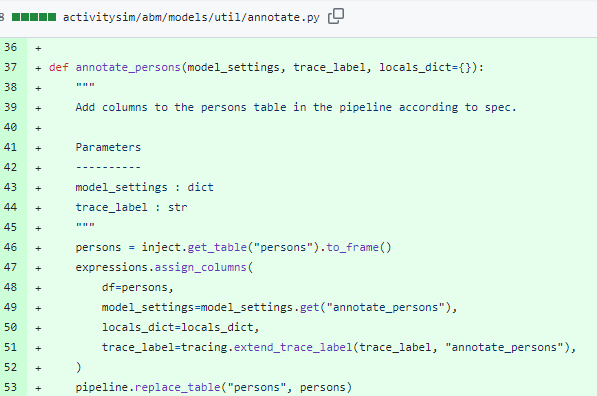 8 activitysim/abm/models/util/annotate.py
36 +
37 + def annotate_persons(model_settings, trace_label, locals_dict={}):
38 +     """
39 +     Add columns to the persons table in the pipeline according to spec.
40 +
41 +     Parameters
42 +     ----------
43 +     model_settings : dict
44 +     trace_label : str
45 +     """
46 +     persons = inject.get_table("persons").to_frame()
47 +     expressions.assign_columns(
48 +         df=persons,
49 +         model_settings=model_settings.get("annotate_persons"),
50 +         locals_dict=locals_dict,
51 +         trace_label=tracing.extend_trace_label(trace_label, "annotate_persons"),
52 +     )
53 +     pipeline.replace_table("persons", persons)